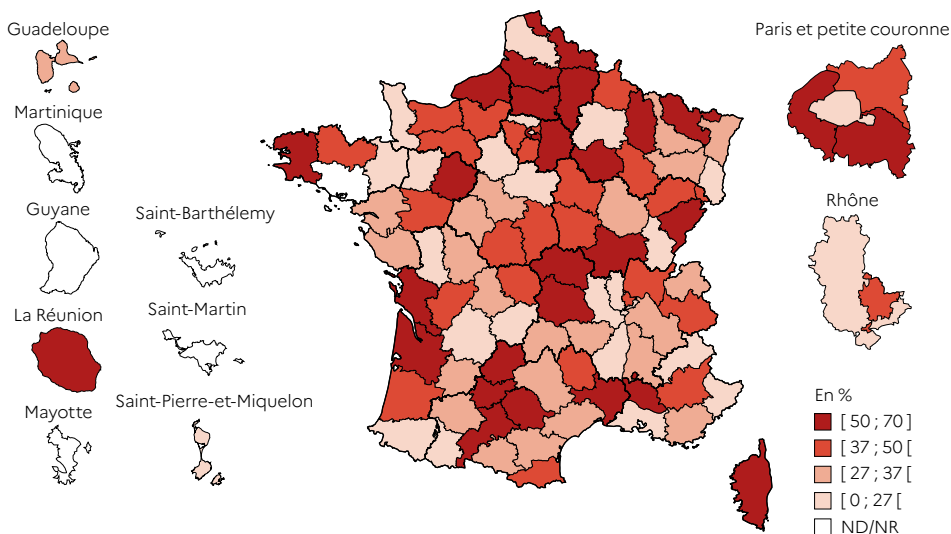 Guadeloupe
Martinique
Guyane
La Réunion
Mayotte
Saint-Barthélemy
Saint-Martin
Saint-Pierre-et-Miquelon
Paris et petite couronne
Rhône
En %
[ 50 ; 70 ]
[ 37 ; 50 [
[ 27 ; 37 [
[ 0 ; 27 [
ND/NR